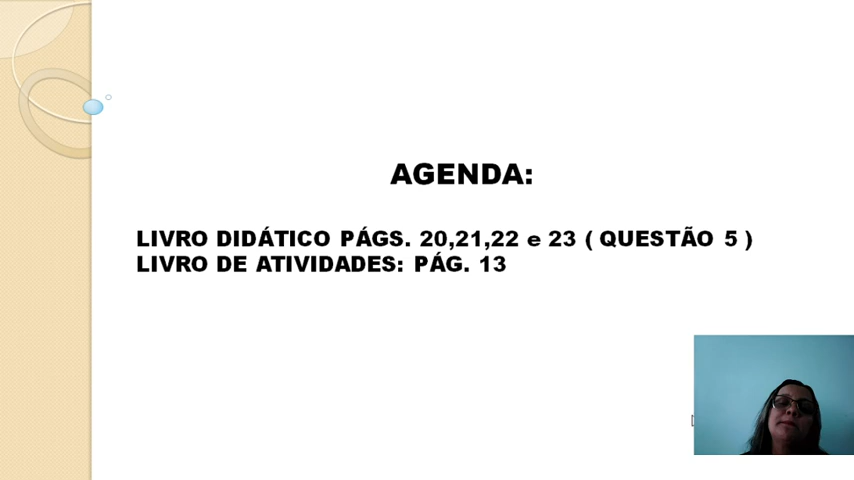 AGENDA:
LIVRO DIDÁTICO PÁGS. 20,21,22 e 23 ( QUESTÃO 5 )
LIVRO DE ATIVIDADES: PÁG. 13